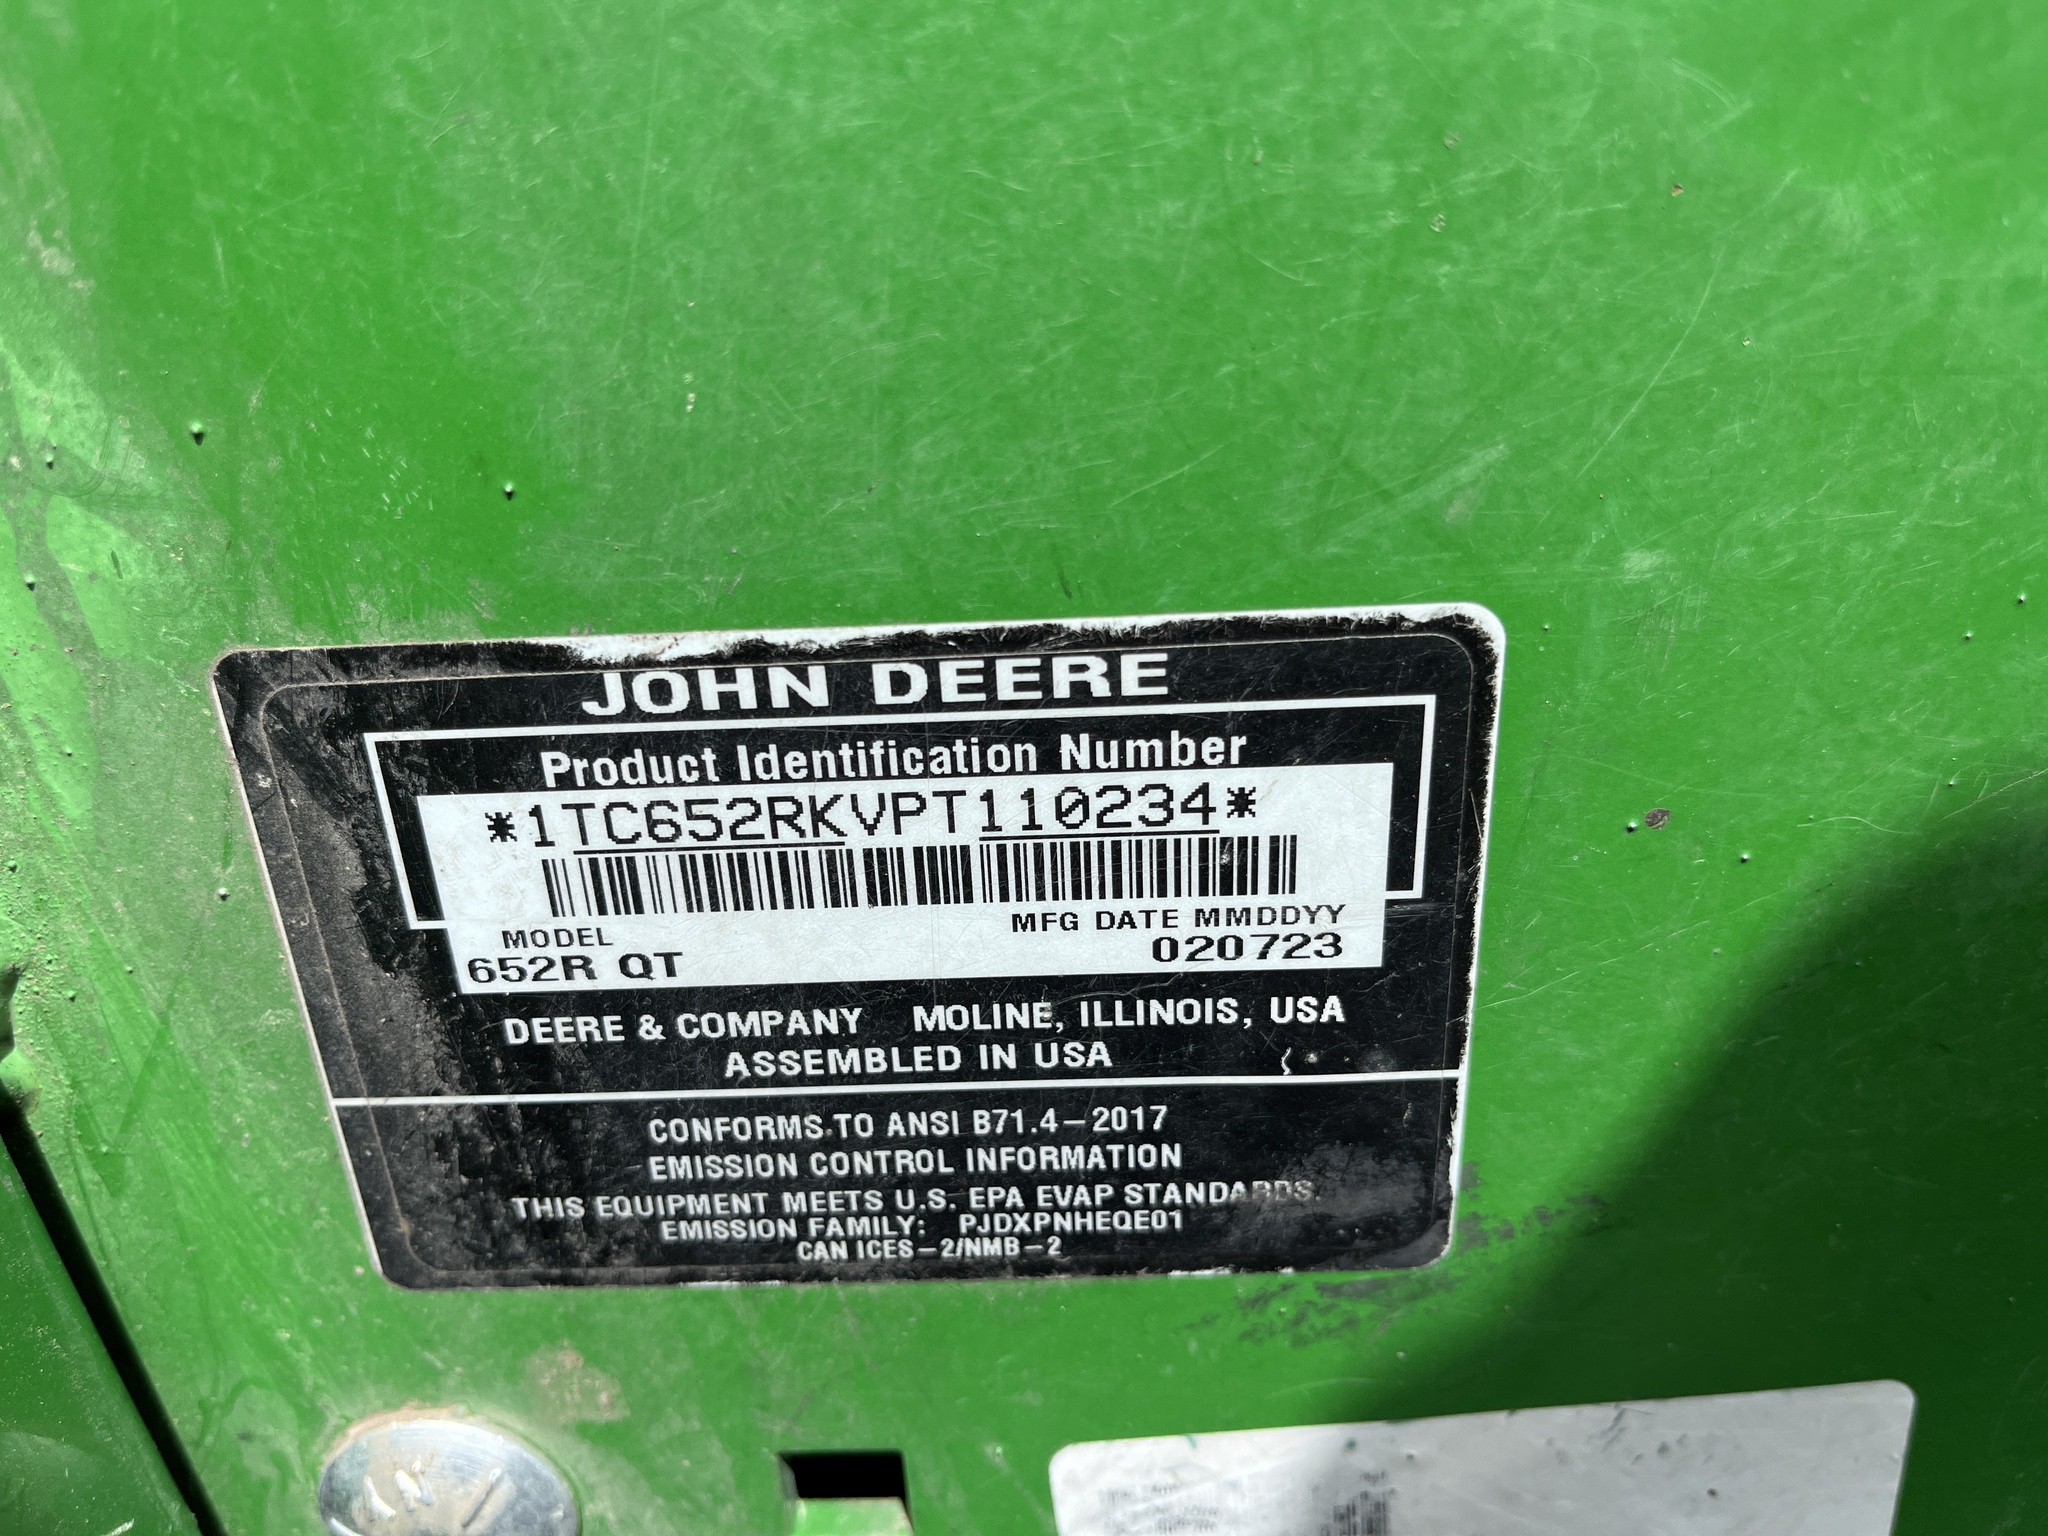 JOHN DEERE
Product Identification Number
*1TC652RKVPT110234*
MODEL
MFG DATE MMDDYY
652R QT
020723
DEERE & COMPANY MOLINE, ILLINOIS, USA
ASSEMBLED IN USA
CONFORMS TO ANSI B71.4-2017
EMISSION CONTROL INFORMATION
THIS EQUIPMENT MEETS U.S. EPA EVAP STANDARDS.
EMISSION FAMILY: PJDXPNHEQE01
CAN ICES-2/NMB-2